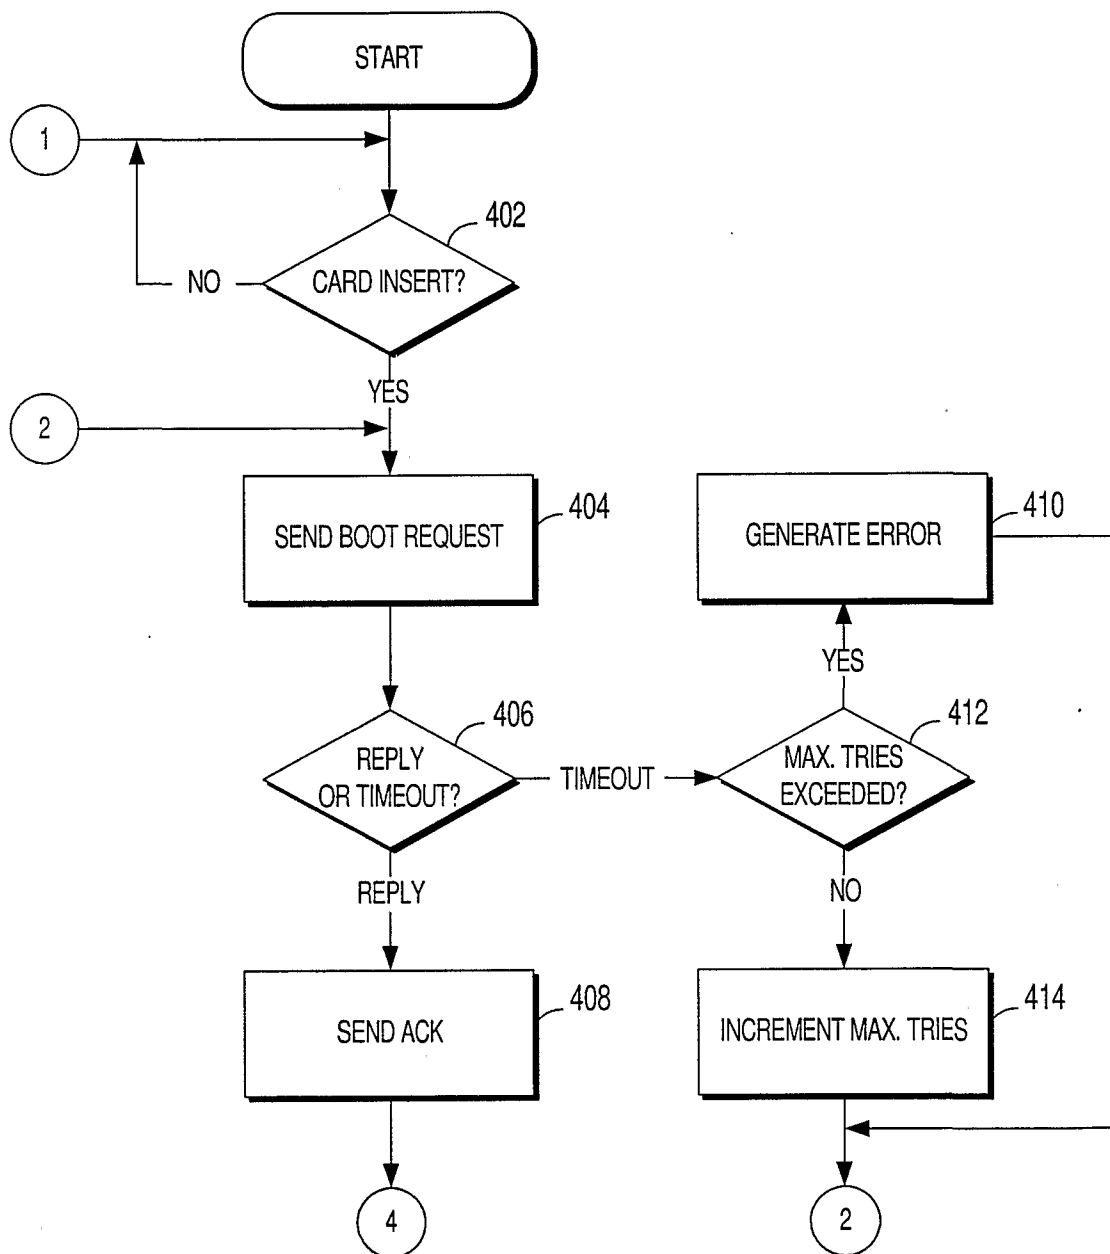 START
1
402
CARD INSERT?
NO
YES
2
SEND BOOT REQUEST
404
GENERATE ERROR
410
YES
406
REPLY
OR TIMEOUT?
TIMEOUT
412
MAX. TRIES
EXCEEDED?
REPLY
NO
SEND ACK
408
INCREMENT MAX. TRIES
414
4
2